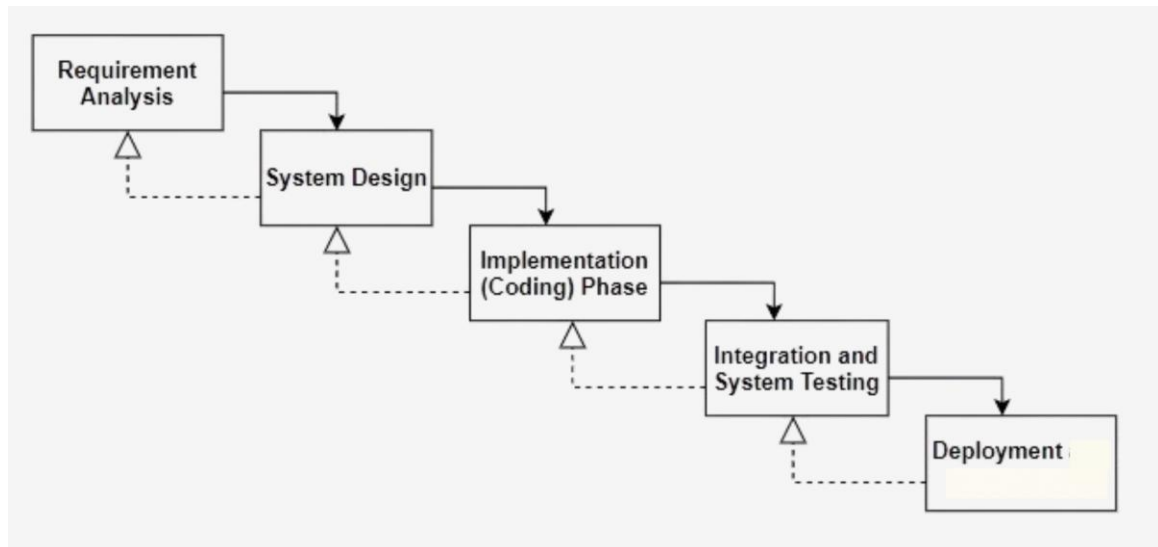 Requirement
Analysis
System Design
Implementation
(Coding) Phase
Integration and
System Testing
Deployment